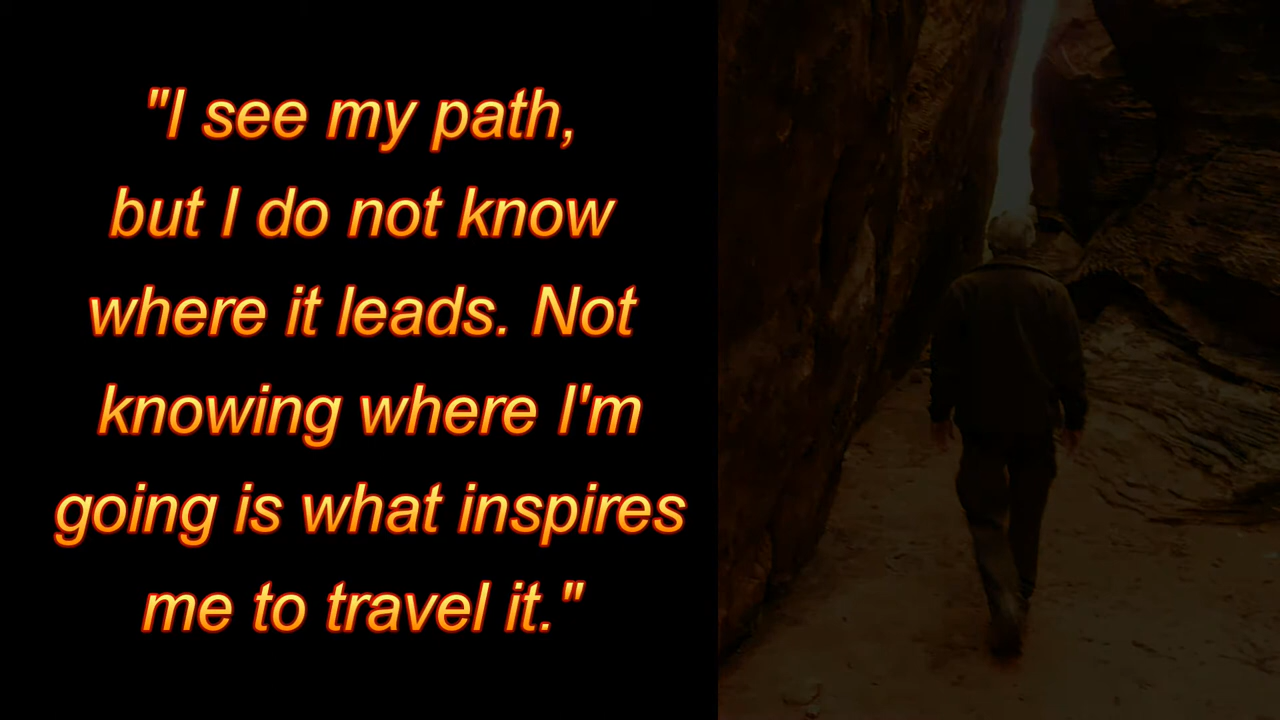 "I see my path,
but I do not know
where it leads. Not
knowing where I'm
going is what inspires
me to travel it."